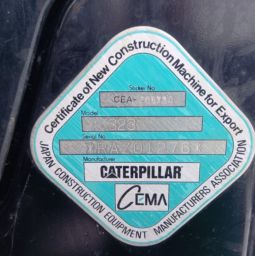 Certificate of New Construction Machine for Export
Sticker No
CEA-
Model
323
Serial No
Manufacturer
CATERPILLAR
CEMA
JAPAN CONSTRUCTION EQUIPMENT MANUFACTURERS ASSOCIATION